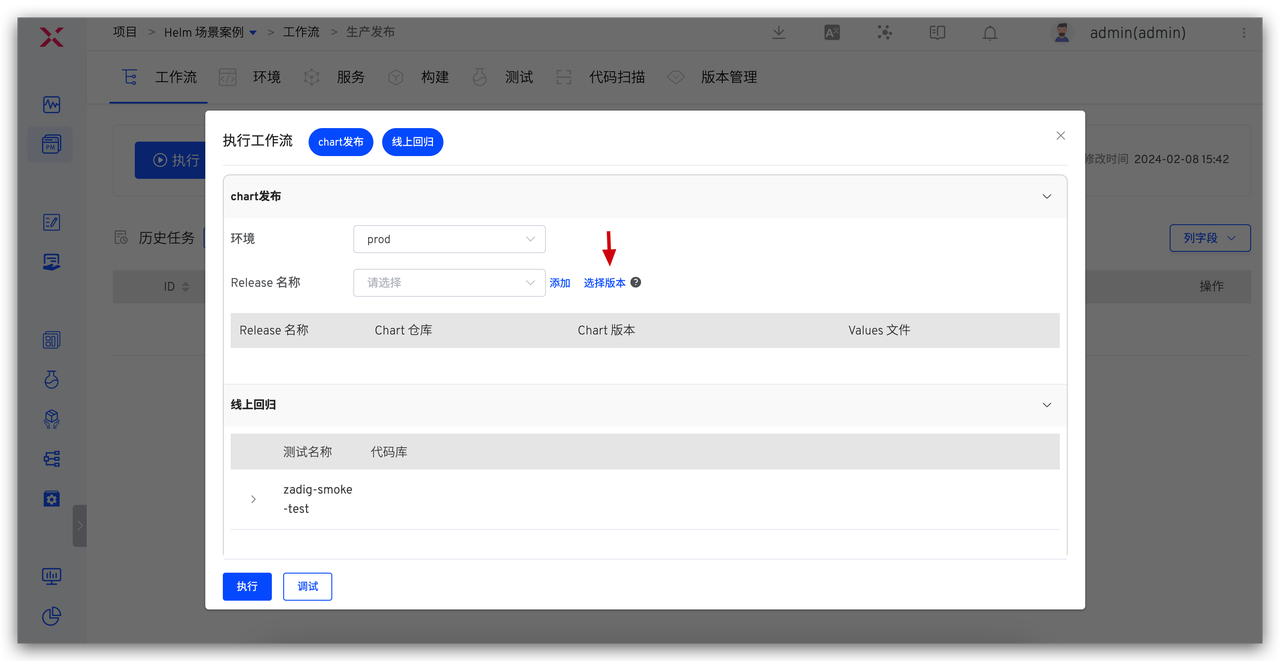 项目 > Helm 场景案例 > 工作流 > 生产发布
admin(admin)
工作流 环境 服务 构建 测试 代码扫描 版本管理
执行工作流 chart发布 线上回归
执行
修改时间 2024-02-08 15:42
chart发布
环境 prod
历史任务
列字段
Release 名称 请选择 添加 选择版本
ID
操作
Release 名称 Chart 仓库 Chart 版本 Values 文件
线上回归
测试名称 代码库
zadig-smoke
-test
执行 调试